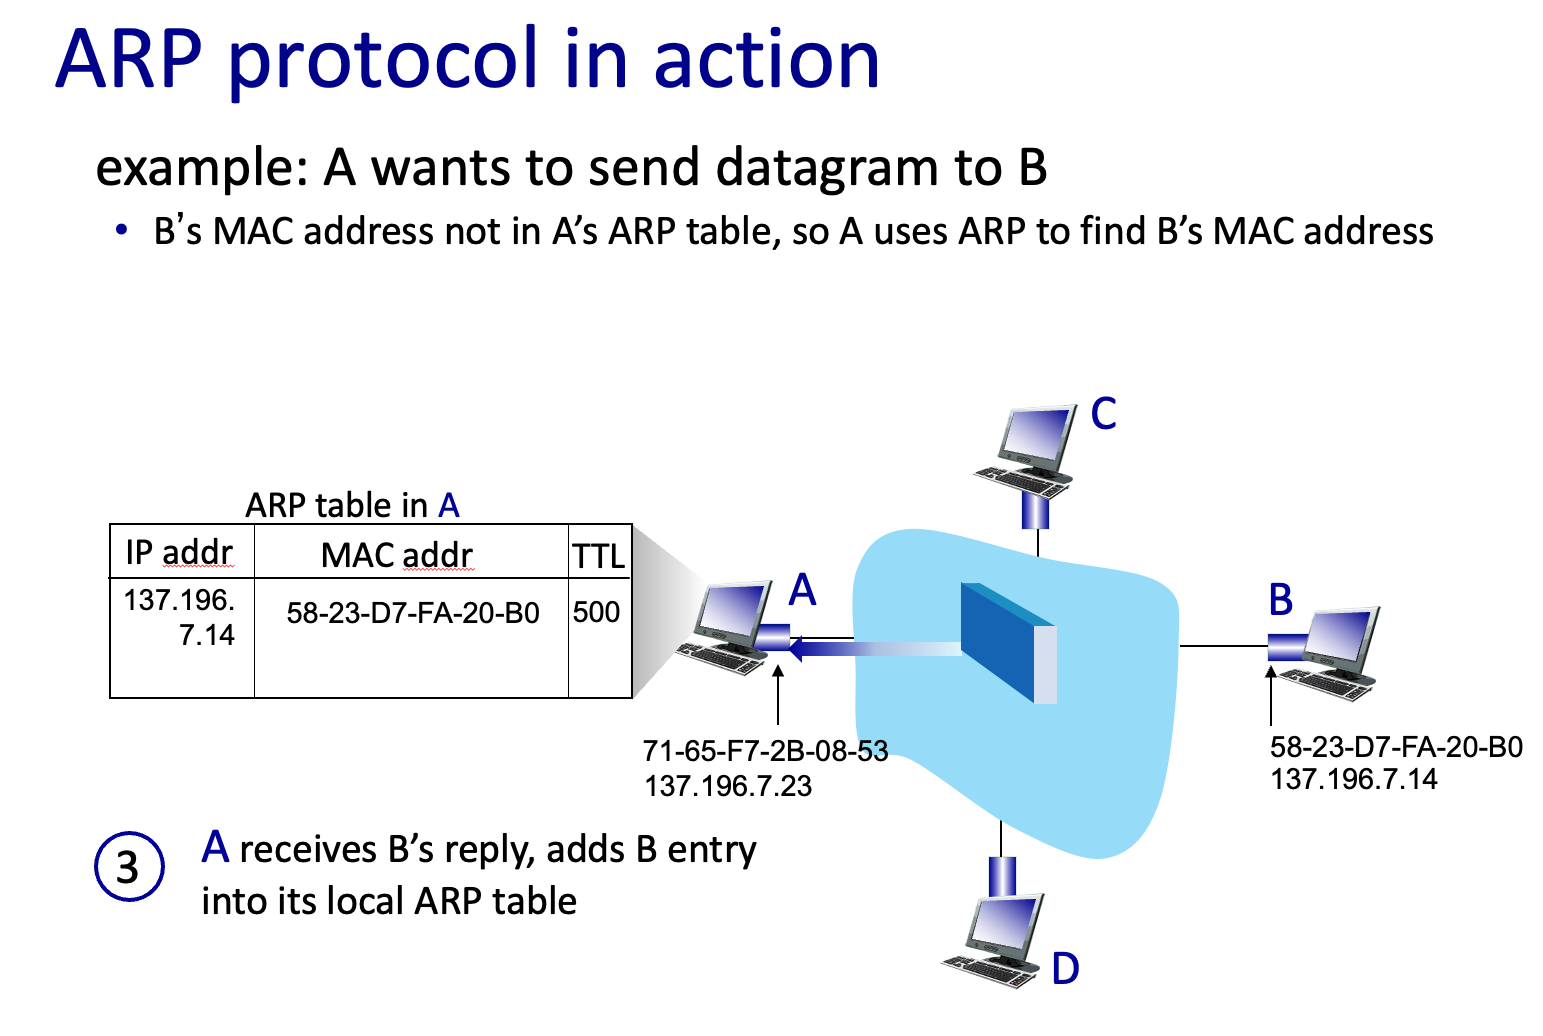 ARP protocol in action
example: A wants to send datagram to B
• B’s MAC address not in A’s ARP table, so A uses ARP to find B’s MAC address
C
ARP table in A
IP addr MAC addr TTL
137.196.
7.14
58-23-D7-FA-20-B0 500
A
B
71-65-F7-2B-08-53
137.196.7.23
58-23-D7-FA-20-B0
137.196.7.14
3
A receives B’s reply, adds B entry
into its local ARP table
D